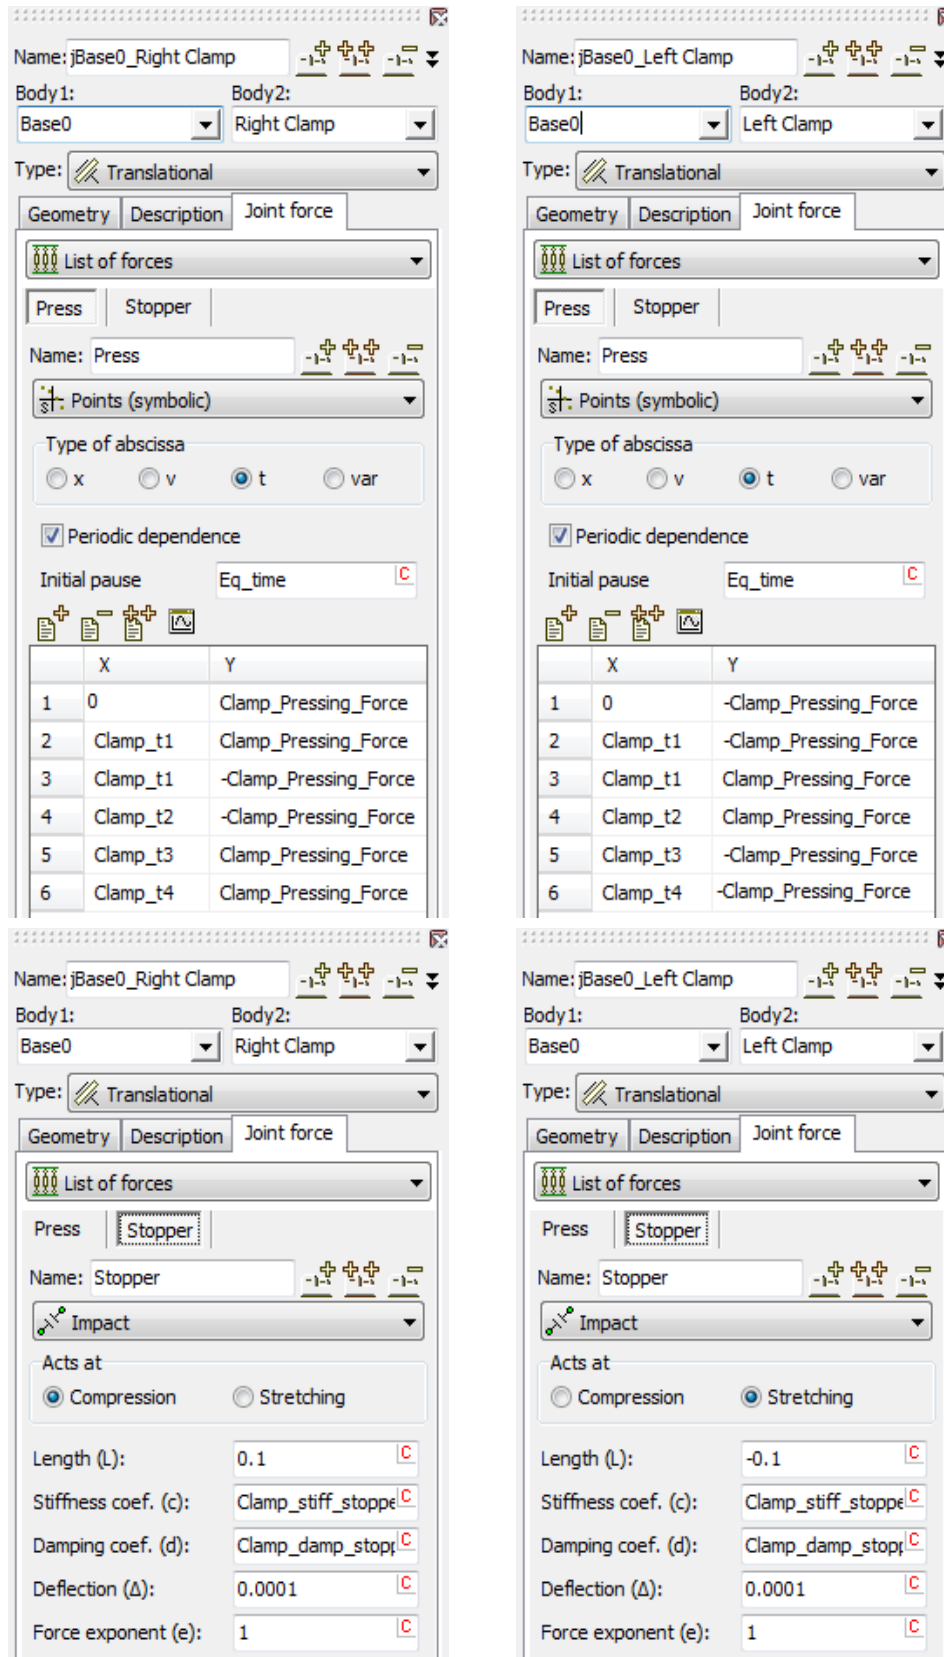 Name: jBase0_Right Clamp
Body1: Body2:
Base0 Right Clamp
Type: Translational
Geometry Description Joint force
List of forces
Press Stopper
Name: Press
Points (symbolic)
Type of abscissa
x v t var
Periodic dependence
Initial pause Eq_time C
X Y
1 0 Clamp_Pressing_Force
2 Clamp_t1 Clamp_Pressing_Force
3 Clamp_t1 -Clamp_Pressing_Force
4 Clamp_t2 -Clamp_Pressing_Force
5 Clamp_t3 Clamp_Pressing_Force
6 Clamp_t4 Clamp_Pressing_Force
Name: jBase0_Left Clamp
Body1: Body2:
Base0 Left Clamp
Type: Translational
Geometry Description Joint force
List of forces
Press Stopper
Name: Press
Points (symbolic)
Type of abscissa
x v t var
Periodic dependence
Initial pause Eq_time C
X Y
1 0 -Clamp_Pressing_Force
2 Clamp_t1 -Clamp_Pressing_Force
3 Clamp_t1 Clamp_Pressing_Force
4 Clamp_t2 Clamp_Pressing_Force
5 Clamp_t3 -Clamp_Pressing_Force
6 Clamp_t4 -Clamp_Pressing_Force
Name: jBase0_Right Clamp
Body1: Body2:
Base0 Right Clamp
Type: Translational
Geometry Description Joint force
List of forces
Press Stopper
Name: Stopper
Impact
Acts at
Compression Stretching
Length (L): 0.1 C
Stiffness coef. (c): Clamp_stiff_stoppe C
Damping coef. (d): Clamp_damp_stopp C
Deflection (Δ): 0.0001 C
Force exponent (e): 1 C
Name: jBase0_Left Clamp
Body1: Body2:
Base0 Left Clamp
Type: Translational
Geometry Description Joint force
List of forces
Press Stopper
Name: Stopper
Impact
Acts at
Compression Stretching
Length (L): -0.1 C
Stiffness coef. (c): Clamp_stiff_stoppe C
Damping coef. (d): Clamp_damp_stopp C
Deflection (Δ): 0.0001 C
Force exponent (e): 1 C